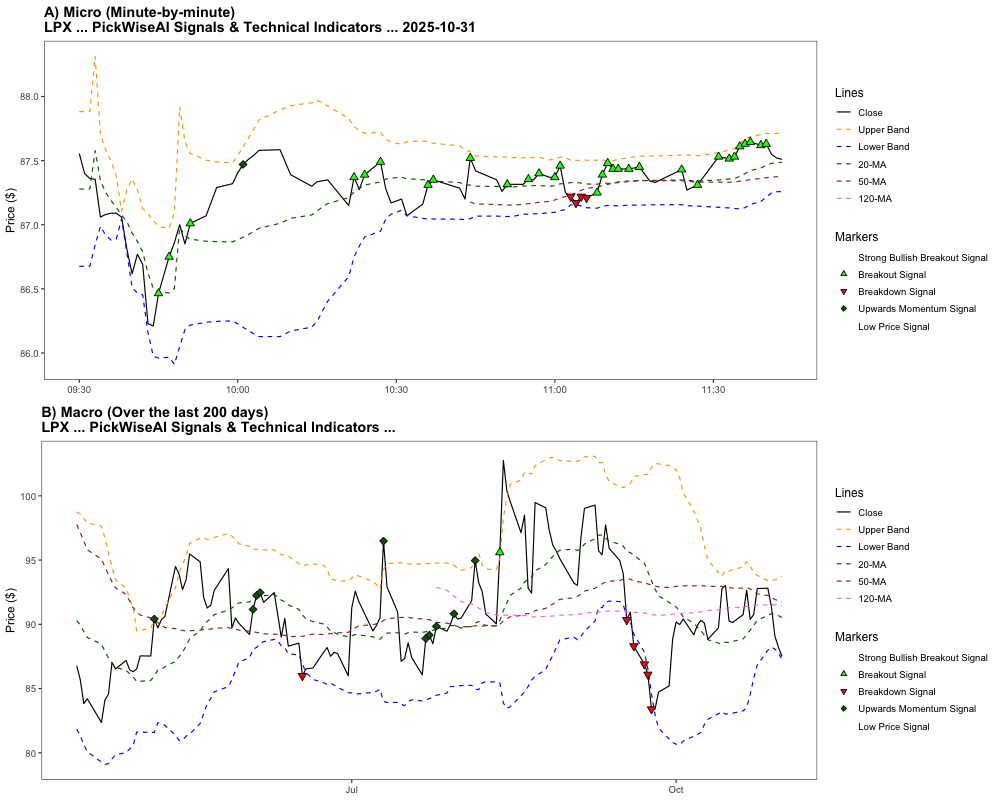 A) Micro (Minute-by-minute)
LPX ... PickWiseAI Signals & Technical Indicators ... 2025-10-31
Price ($)
88.0
87.5
87.0
86.5
86.0
09:30
10:00
10:30
11:00
11:30
Lines
Close
Upper Band
Lower Band
20-MA
50-MA
120-MA
Markers
Strong Bullish Breakout Signal
Breakout Signal
Breakdown Signal
Upwards Momentum Signal
Low Price Signal
B) Macro (Over the last 200 days)
LPX ... PickWiseAI Signals & Technical Indicators ...
Price ($)
100
95
90
85
80
Jul
Oct
Lines
Close
Upper Band
Lower Band
20-MA
50-MA
120-MA
Markers
Strong Bullish Breakout Signal
Breakout Signal
Breakdown Signal
Upwards Momentum Signal
Low Price Signal